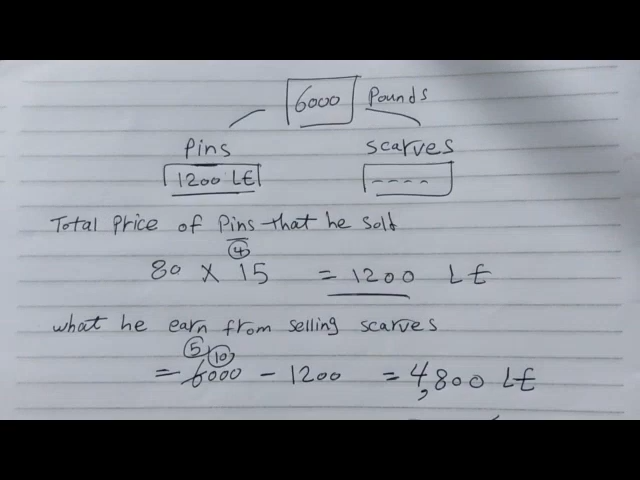 6000 Pounds
Pins scarves
1200 LE ----
Total Price of Pins that he sold
4
80 × 15 = 1200 LE
what he earn from selling scarves
5 10
= 6000 - 1200 = 4,800 LE